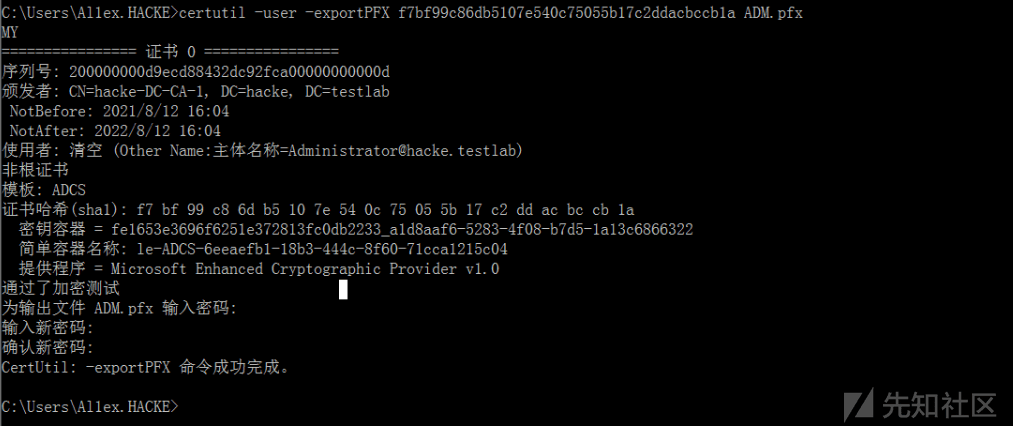 C:\Users\Allex.HACKE>certutil -user -exportPFX f7bf99c86db5107e540c75055b17c2ddacbccb1a ADM.pfx
MY
================ 证书 0 ================
序列号: 200000000d9ecd88432dc92fca00000000000d
颁发者: CN=hacke-DC-CA-1, DC=hacke, DC=testlab
NotBefore: 2021/8/12 16:04
NotAfter: 2022/8/12 16:04
使用者: 清空 (Other Name:主体名称=Administrator@hacke.testlab)
非根证书
模板: ADCS
证书哈希(sha1): f7 bf 99 c8 6d b5 10 7e 54 0c 75 05 5b 17 c2 dd ac bc cb 1a
密钥容器 = fe1653e3696f6251e372813fc0db2233_a1d8aaf6-5283-4f08-b7d5-1a13c6866322
简单容器名称: le-ADCS-6eeaefb1-18b3-444c-8f60-71cca1215c04
提供程序 = Microsoft Enhanced Cryptographic Provider v1.0
通过了加密测试
为输出文件 ADM.pfx 输入密码:
输入新密码:
确认新密码:
CertUtil: -exportPFX 命令成功完成。
C:\Users\Allex.HACKE>
先知社区